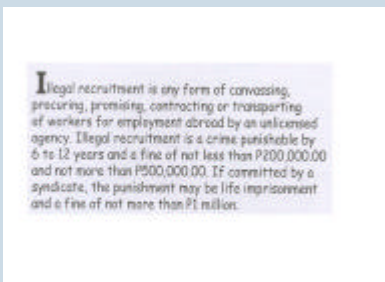 Illegal recruitment is any form of canvassing,
procuring, promising, contracting or transporting
of workers for employment abroad by an unlicensed
agency. Illegal recruitment is a crime punishable by
6 to 12 years and a fine of not less than P200,000.00
and not more than P500,000.00. If committed by a
syndicate, the punishment may be life imprisonment
and a fine of not more than P1 million.